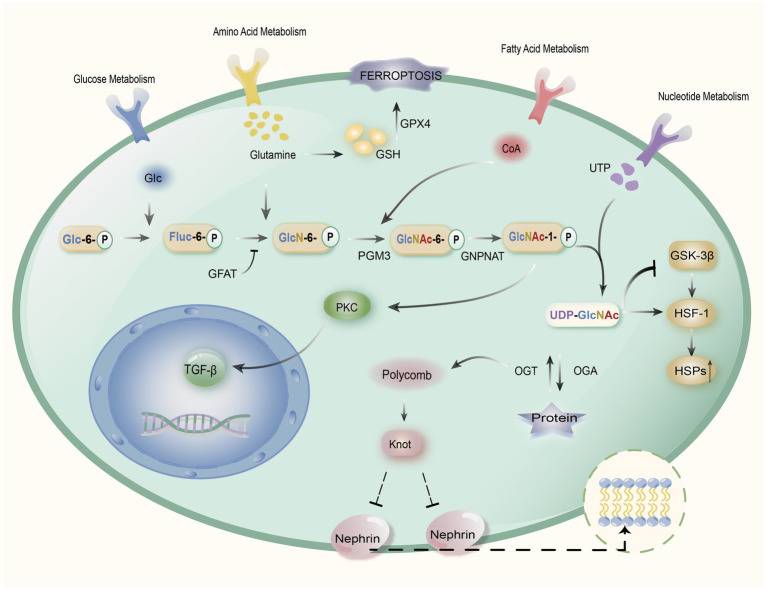 Amino Acid Metabolism
Fatty Acid Metabolism
Glucose Metabolism
FERROPTOSIS
Nucleotide Metabolism
GPX4
Glutamine
GSH
CoA
UTP
Glc
Glc-6- P
Fluc-6- P
GlcN-6- P
GlcNAc-6- P
GlcNAc-1- P
GFAT
PGM3
GNPNAT
GSK-3β
PKC
UDP-GlcNAc
HSF-1
TGF-β
Polycomb
OGT
OGA
HSPs
Protein
Knot
Nephrin
Nephrin